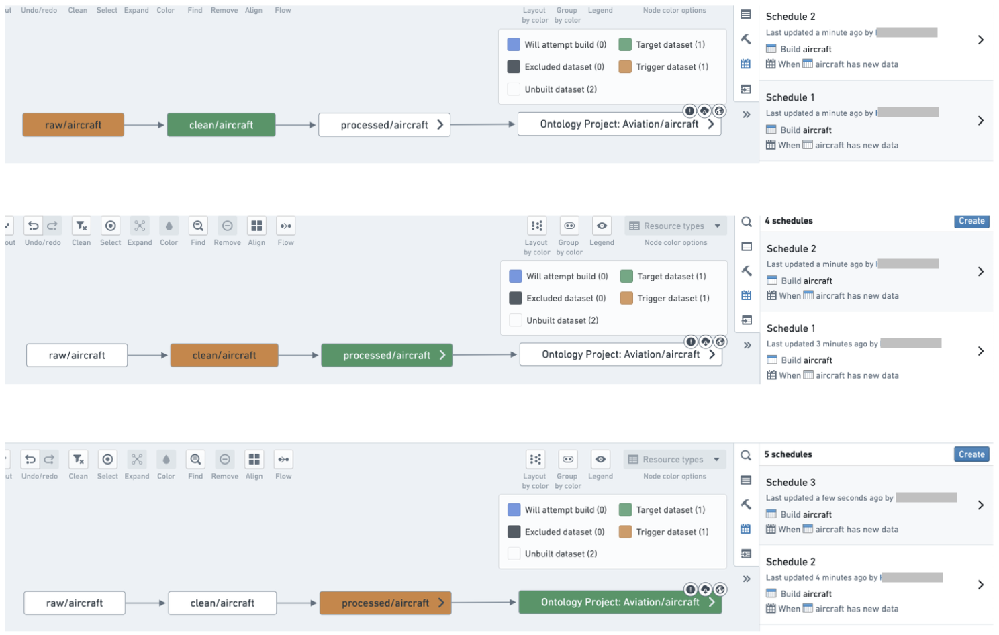 ut Undo/redo Clean Select Expand Color Find Remove Align Flow
Layout by color
Group by color
Legend
Node color options
Will attempt build (0)
Target dataset (1)
Excluded dataset (0)
Trigger dataset (1)
Unbuilt dataset (2)
raw/aircraft
clean/aircraft
processed/aircraft
Ontology Project: Aviation/aircraft
Schedule 2
Last updated a minute ago by
Build aircraft
When aircraft has new data
Schedule 1
Last updated a minute ago by
Build aircraft
When aircraft has new data
out Undo/redo Clean Select Expand Color Find Remove Align Flow
Layout by color
Group by color
Legend
Resource types
Node color options
Will attempt build (0)
Target dataset (1)
Excluded dataset (0)
Trigger dataset (1)
Unbuilt dataset (2)
raw/aircraft
clean/aircraft
processed/aircraft
Ontology Project: Aviation/aircraft
4 schedules
Create
Schedule 2
Last updated a minute ago by
Build aircraft
When aircraft has new data
Schedule 1
Last updated 3 minutes ago by
Build aircraft
When aircraft has new data
ut Undo/redo Clean Select Expand Color Find Remove Align Flow
Layout by color
Group by color
Legend
Resource types
Node color options
Will attempt build (0)
Target dataset (1)
Excluded dataset (0)
Trigger dataset (1)
Unbuilt dataset (2)
raw/aircraft
clean/aircraft
processed/aircraft
Ontology Project: Aviation/aircraft
5 schedules
Create
Schedule 3
Last updated a few seconds ago by
Build aircraft
When aircraft has new data
Schedule 2
Last updated 4 minutes ago by
Build aircraft
When aircraft has new data